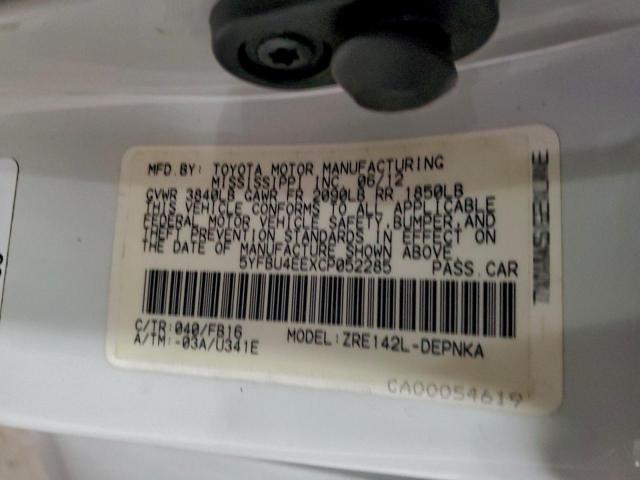 MFD.BY: TOYOTA MOTOR MANUFACTURING
MISSISSIPPI INC. 06/12
GVWR 3840LB GAWR FR 2090LB RR 1850LB
THIS VEHICLE CONFORMS TO ALL APPLICABLE
FEDERAL MOTOR VEHICLE SAFETY,BUMPER,AND
THEFT PREVENTION STANDARDS IN EFFECT ON
THE DATE OF MANUFACTURE SHOWN ABOVE.
5YFBU4EEXCP052285 PASS.CAR
C/TR:040/FB16 MODEL:ZRE142L-DEPNKA
A/TM:-03A/U341E
CA00054619